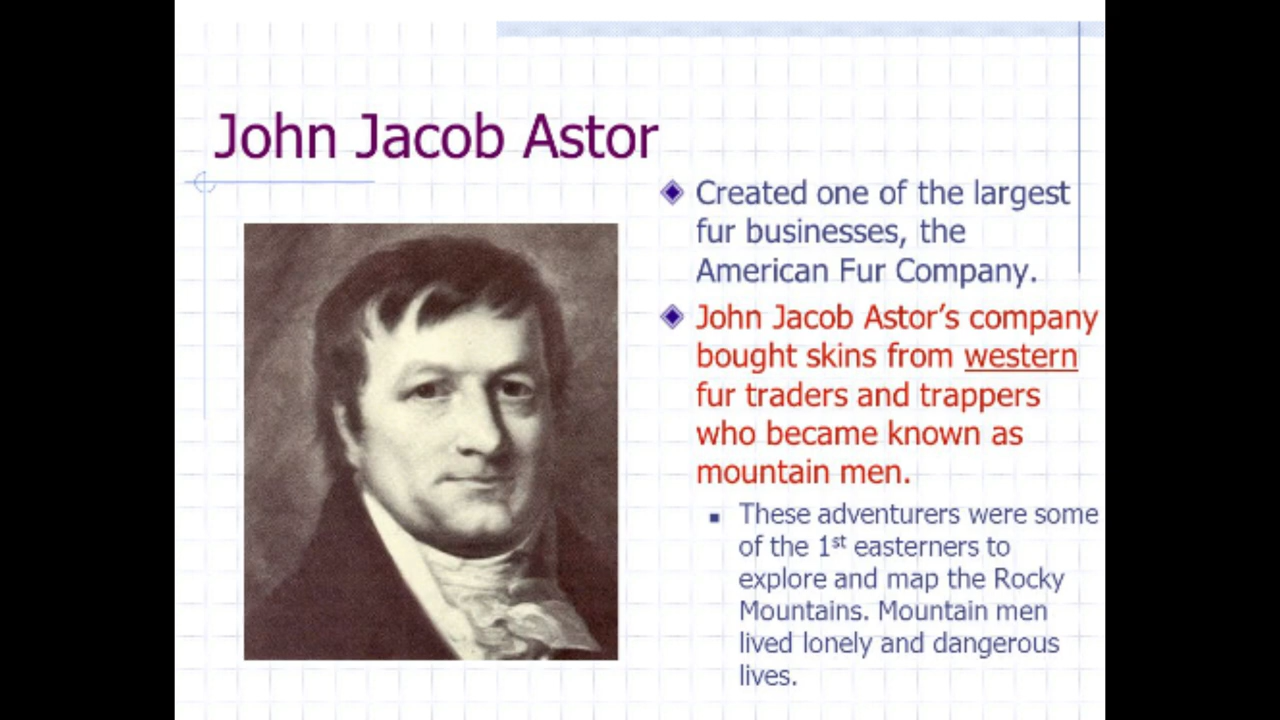 John Jacob Astor
Created one of the largest
fur businesses, the
American Fur Company.
John Jacob Astor’s company
bought skins from western
fur traders and trappers
who became known as
mountain men.
These adventurers were some
of the 1st easterners to
explore and map the Rocky
Mountains. Mountain men
lived lonely and dangerous
lives.